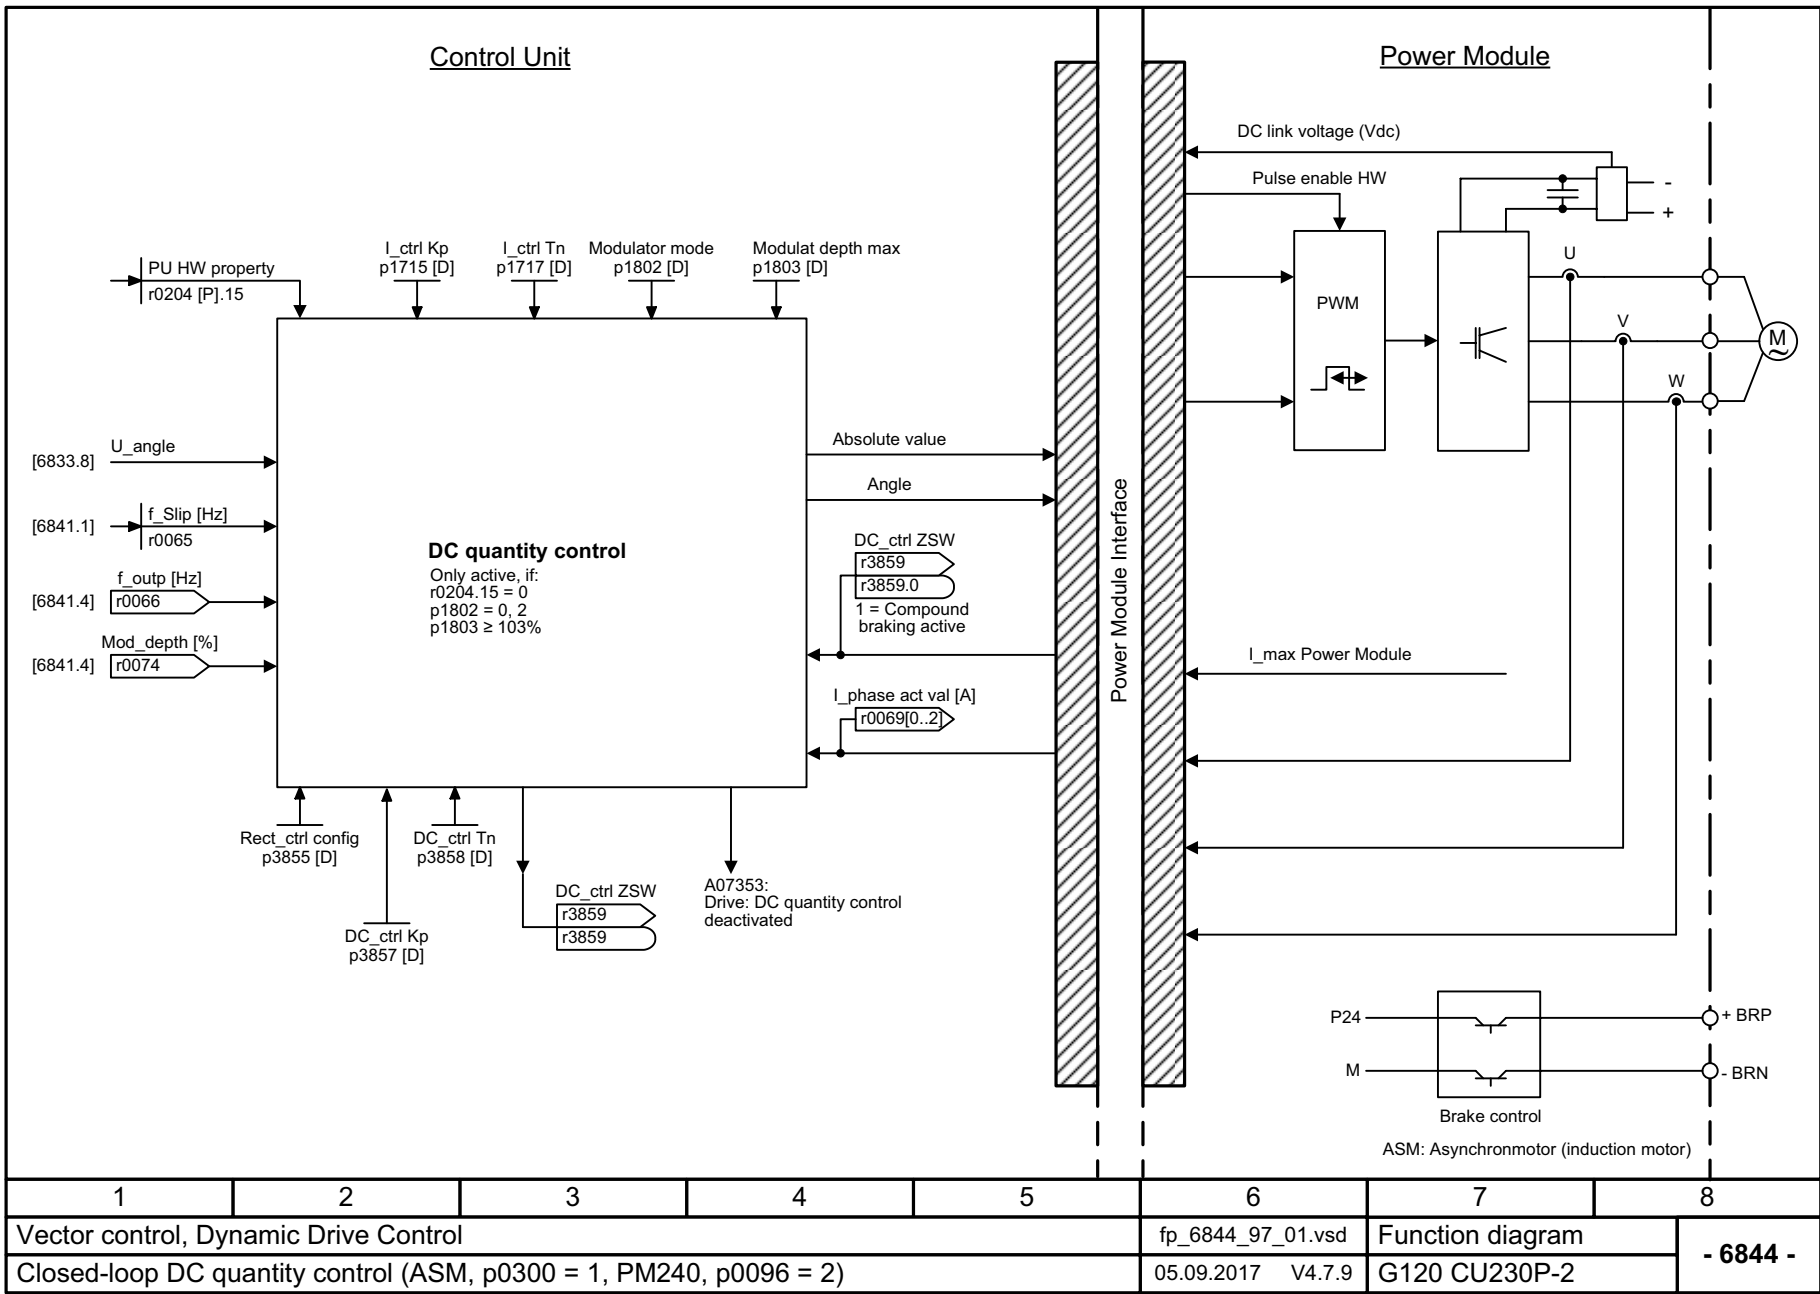 Control Unit
Power Module
DC link voltage (Vdc)
Pulse enable HW
-
+
PU HW property
r0204 [P].15
I_ctrl Kp
p1715 [D]
I_ctrl Tn
p1717 [D]
Modulator mode
p1802 [D]
Modulat depth max
p1803 [D]
U
V
W
PWM
M
~
[6833.8]
U_angle
[6841.1]
f_Slip [Hz]
r0065
[6841.4]
f_outp [Hz]
r0066
[6841.4]
Mod_depth [%]
r0074
DC quantity control
Only active, if:
r0204.15 = 0
p1802 = 0, 2
p1803 ≥ 103%
Absolute value
Angle
DC_ctrl ZSW
r3859
r3859.0
1 = Compound
braking active
I_phase act val [A]
r0069[0..2]
Power Module Interface
I_max Power Module
Rect_ctrl config
p3855 [D]
DC_ctrl Tn
p3858 [D]
DC_ctrl Kp
p3857 [D]
DC_ctrl ZSW
r3859
r3859
A07353:
Drive: DC quantity control
deactivated
P24
M
+ BRP
- BRN
Brake control
ASM: Asynchronmotor (induction motor)
1 2 3 4 5 6 7 8
Vector control, Dynamic Drive Control
fp_6844_97_01.vsd
Function diagram
- 6844 -
Closed-loop DC quantity control (ASM, p0300 = 1, PM240, p0096 = 2)
05.09.2017 V4.7.9
G120 CU230P-2